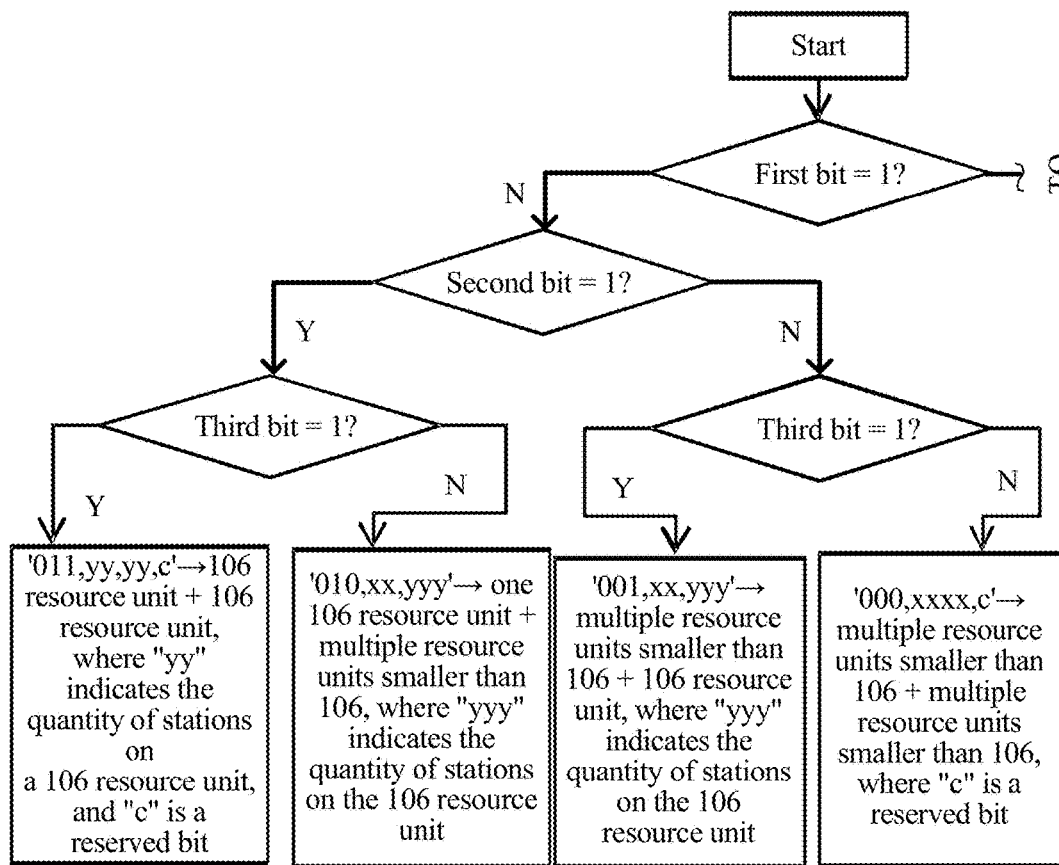 Start
First bit = 1?
TO
N
Second bit = 1?
Y
N
Third bit = 1?
Third bit = 1?
Y
N
Y
N
'011,yy,yy,c'→106
resource unit + 106
resource unit,
where "yy"
indicates the
quantity of stations
on
a 106 resource unit,
and "c" is a
reserved bit
'010,xx,yyy'→ one
106 resource unit +
multiple resource
units smaller than
106, where "yyy"
indicates the
quantity of stations
on the 106 resource
unit
'001,xx,yyy'→
multiple resource
units smaller than
106 + 106 resource
unit, where "yyy"
indicates the
quantity of stations
on the 106
resource unit
'000,xxxx,c'→
multiple resource
units smaller than
106 + multiple
resource units
smaller than 106,
where "c" is a
reserved bit